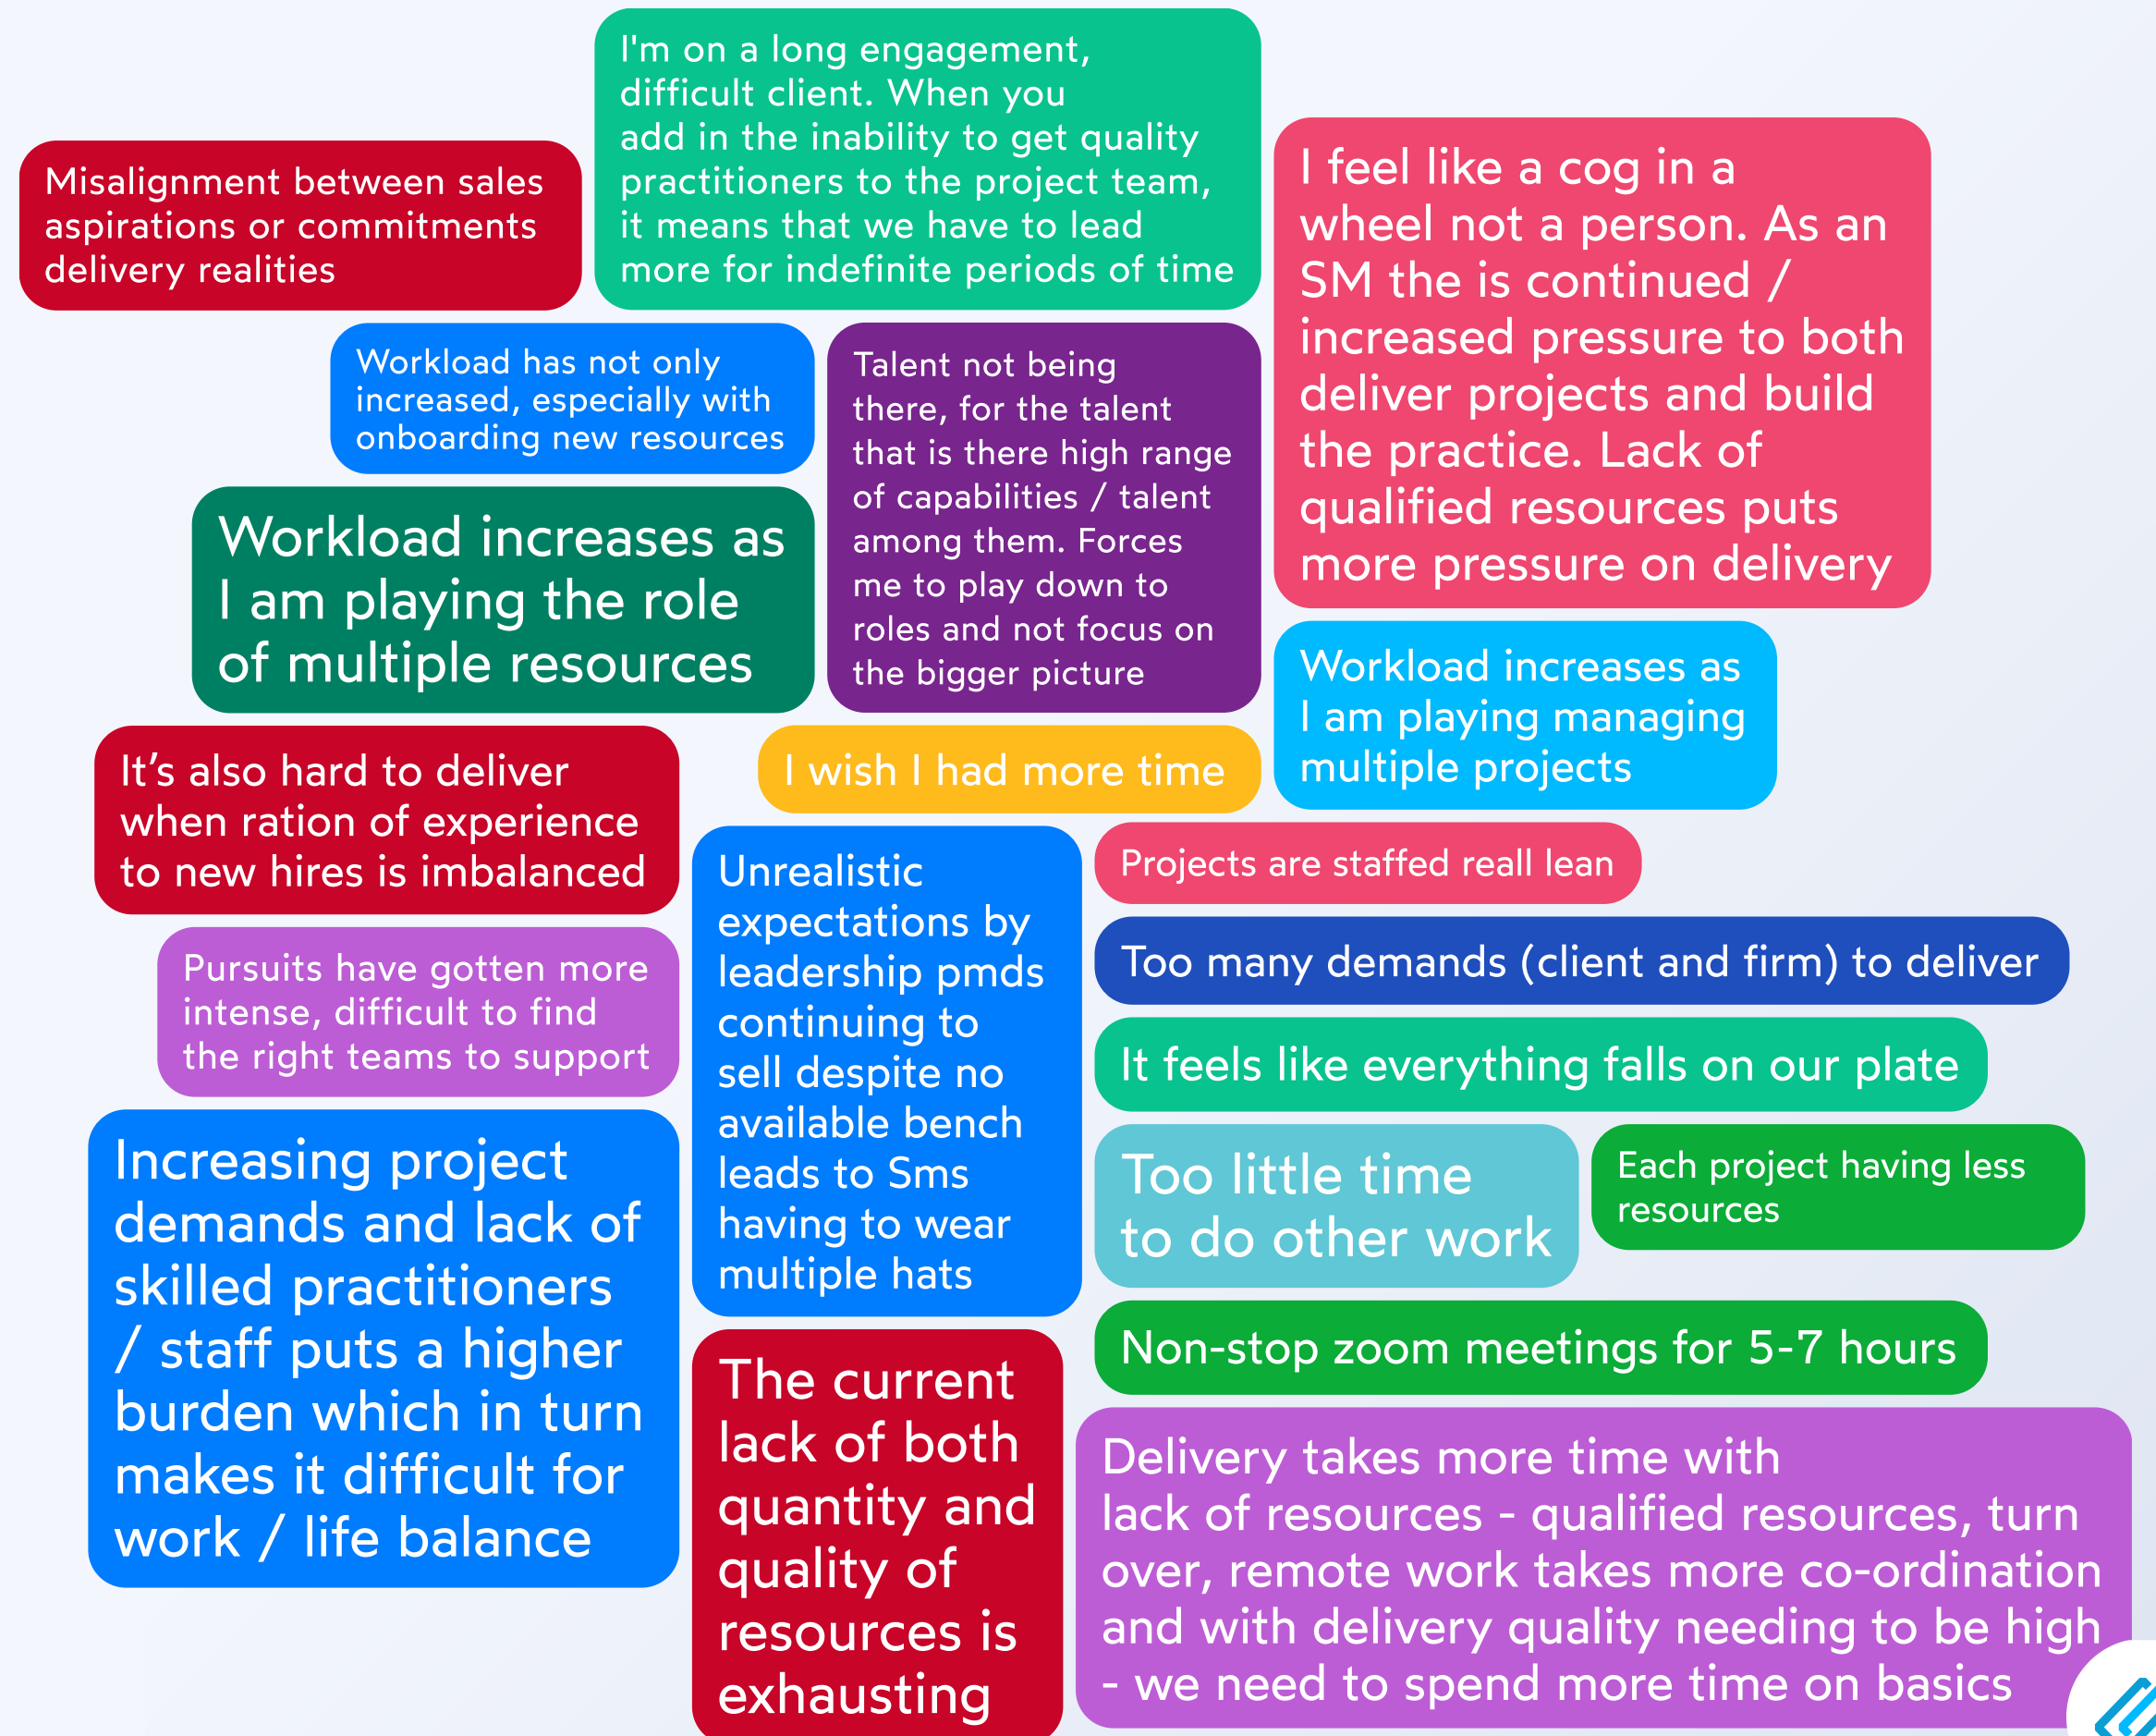 I'm on a long engagement,
difficult client. When you
add in the inability to get quality
practitioners to the project team,
it means that we have to lead
more for indefinite periods of time
Misalignment between sales
aspirations or commitments
delivery realities
I feel like a cog in a
wheel not a person. As an
SM the is continued /
increased pressure to both
deliver projects and build
the practice. Lack of
qualified resources puts
more pressure on delivery
Workload has not only
increased, especially with
onboarding new resources
Talent not being
there, for the talent
that is there high range
of capabilities / talent
among them. Forces
me to play down to
roles and not focus on
the bigger picture
Workload increases as
I am playing the role
of multiple resources
Workload increases as
I am playing managing
multiple projects
It’s also hard to deliver
when ration of experience
to new hires is imbalanced
I wish I had more time
Unrealistic
expectations by
leadership pmds
continuing to
sell despite no
available bench
leads to Sms
having to wear
multiple hats
Projects are staffed reall lean
Too many demands (client and firm) to deliver
Pursuits have gotten more
intense, difficult to find
the right teams to support
It feels like everything falls on our plate
Increasing project
demands and lack of
skilled practitioners
/ staff puts a higher
burden which in turn
makes it difficult for
work / life balance
Too little time
to do other work
Each project having less
resources
Non-stop zoom meetings for 5-7 hours
The current
lack of both
quantity and
quality of
resources is
exhausting
Delivery takes more time with
lack of resources - qualified resources, turn
over, remote work takes more co-ordination
and with delivery quality needing to be high
- we need to spend more time on basics